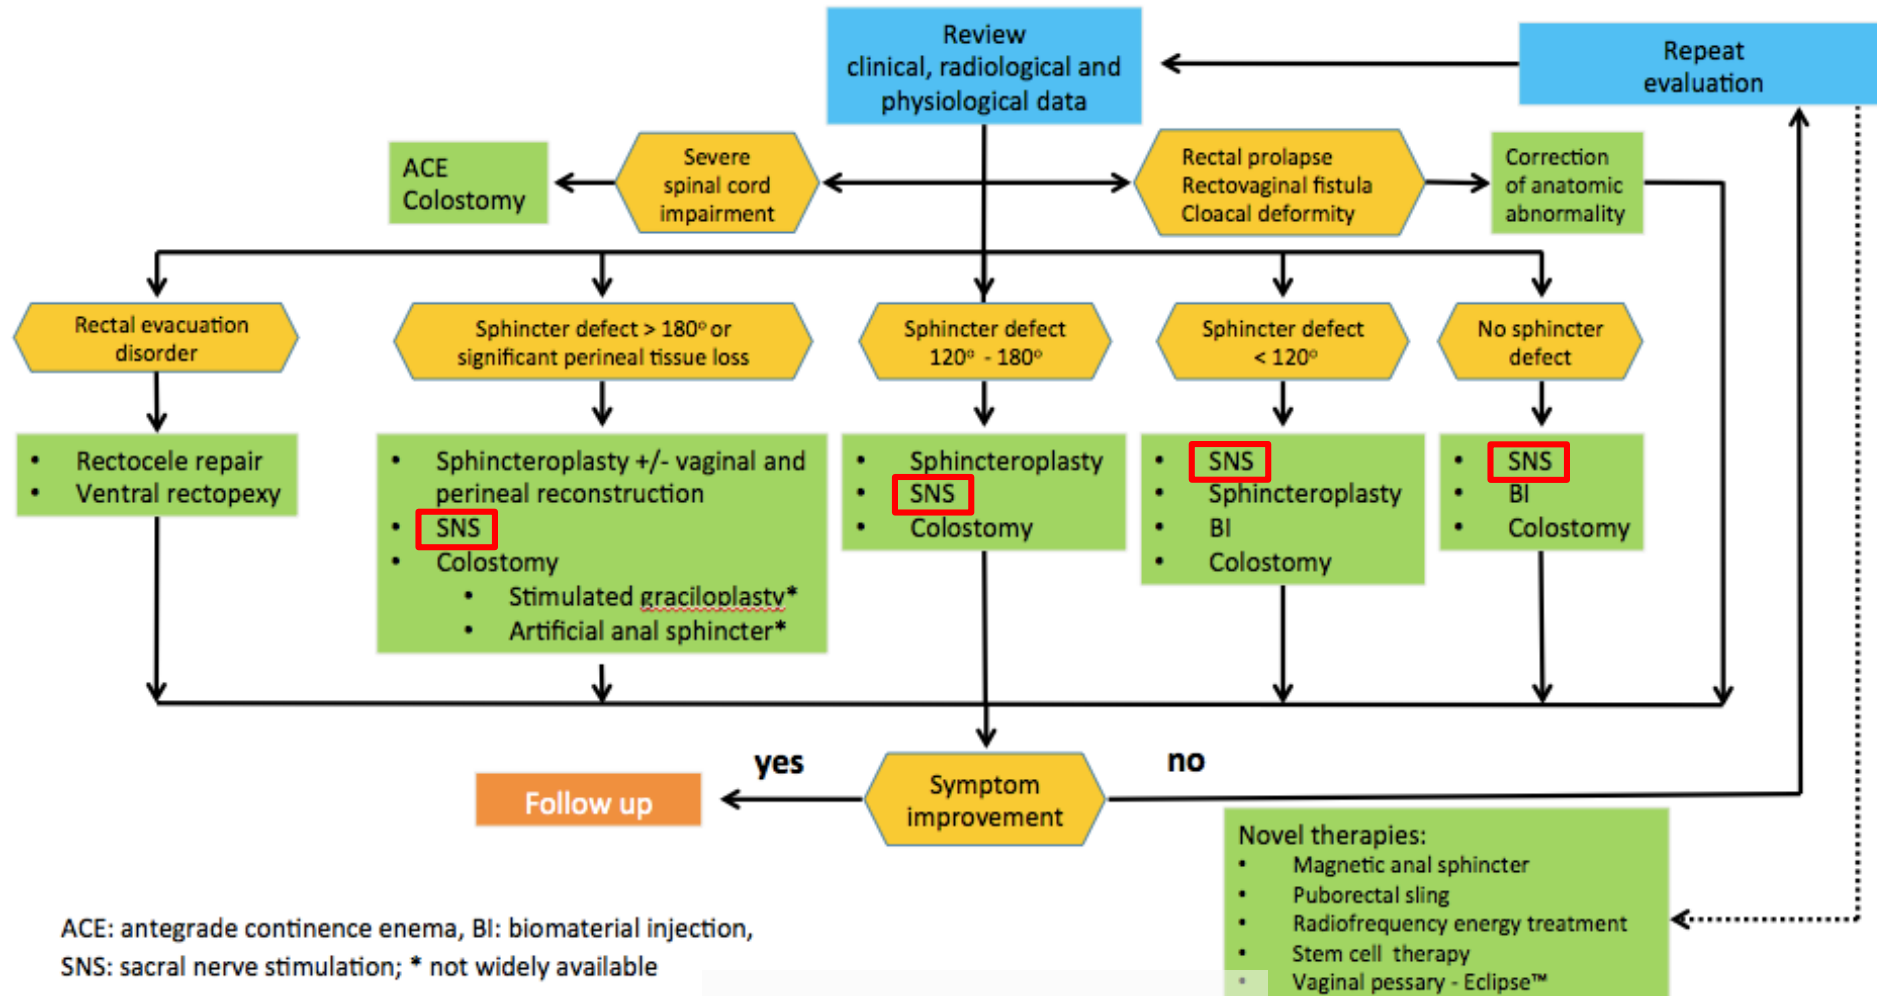 Review
clinical, radiological and
physiological data
Repeat
evaluation
ACE
Colostomy
Severe
spinal cord
impairment
Rectal prolapse
Rectovaginal fistula
Cloacal deformity
Correction
of anatomic
abnormality
Rectal evacuation
disorder
Sphincter defect > 180° or
significant perineal tissue loss
Sphincter defect
120° - 180°
Sphincter defect
< 120°
No sphincter
defect
• Rectocele repair
• Ventral rectopexy
• Sphincteroplasty +/- vaginal and
perineal reconstruction
• SNS
• Colostomy
• Stimulated graciloplasty*
• Artificial anal sphincter*
• Sphincteroplasty
• SNS
• Colostomy
• SNS
• Sphincteroplasty
• BI
• Colostomy
• SNS
• BI
• Colostomy
yes
no
Follow up
Symptom
improvement
Novel therapies:
• Magnetic anal sphincter
• Puborectal sling
• Radiofrequency energy treatment
• Stem cell therapy
• Vaginal pessary - Eclipse™
ACE: antegrade continence enema, BI: biomaterial injection,
SNS: sacral nerve stimulation; * not widely available